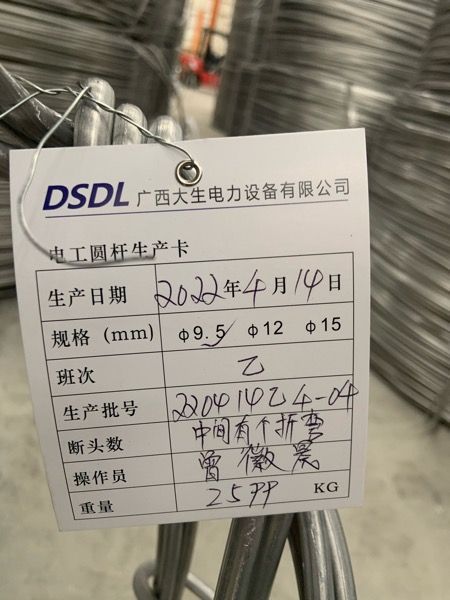 DSDL 广西大生电力设备有限公司
电工圆杆生产卡
生产日期 2022年4月14日
规格 (mm) φ9.5 φ12 φ15
班次 乙
生产批号 220414乙4-04
断头数 中间有个折弯
操作员 曾徽晨
重量 2599 KG